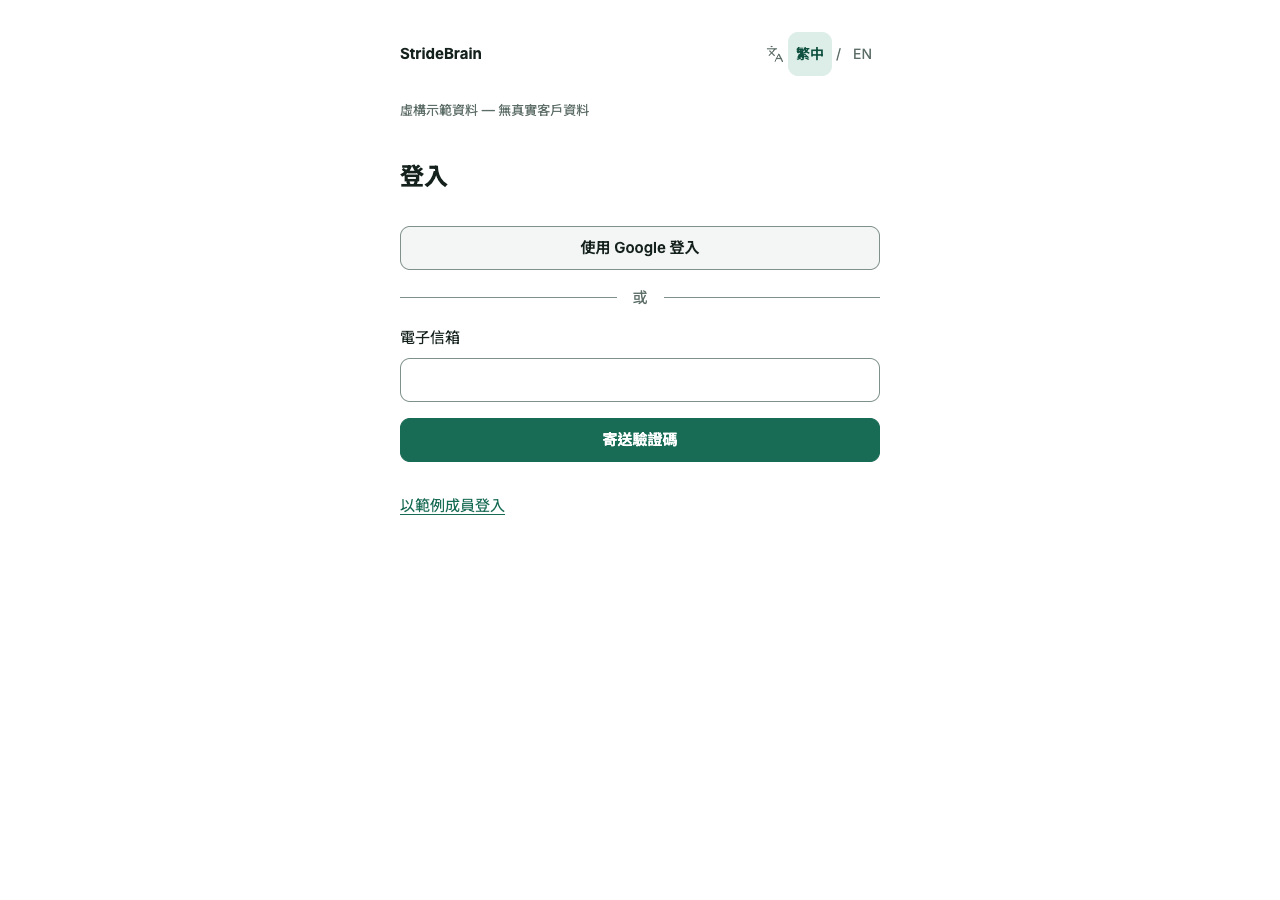 StrideBrain
繁中 / EN
虛構示範資料 — 無真實客戶資料
登入
使用 Google 登入
或
電子信箱
寄送驗證碼
以範例成員登入